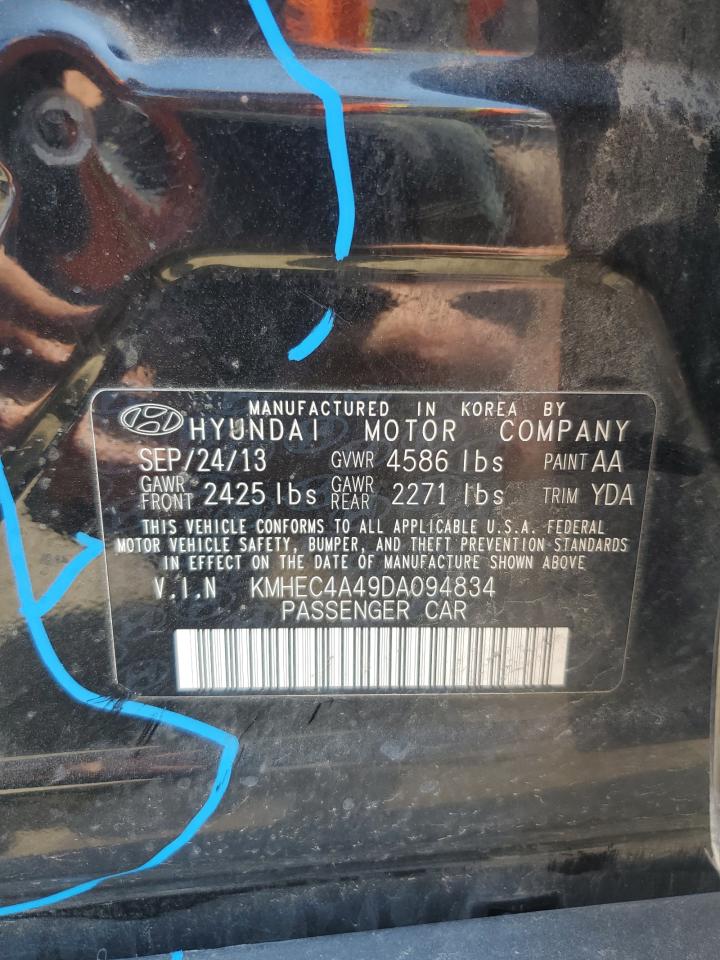 MANUFACTURED IN KOREA BY
HYUNDAI MOTOR COMPANY
SEP/24/13 GVWR 4586 lbs PAINT AA
GAWR FRONT 2425 lbs GAWR REAR 2271 lbs TRIM YDA
THIS VEHICLE CONFORMS TO ALL APPLICABLE U.S.A. FEDERAL
MOTOR VEHICLE SAFETY, BUMPER, AND THEFT PREVENTION STANDARDS
IN EFFECT ON THE DATE OF MANUFACTURE SHOWN ABOVE
V.I.N KMHEC4A49DA094834
PASSENGER CAR